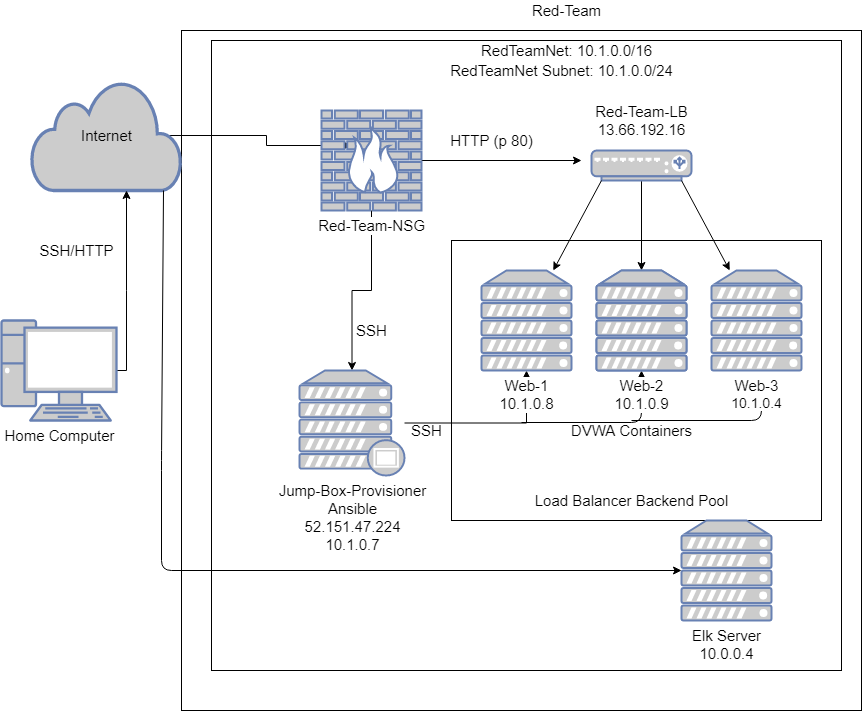 Red-Team
RedTeamNet: 10.1.0.0/16
RedTeamNet Subnet: 10.1.0.0/24
Red-Team-LB
13.66.192.16
Internet
HTTP (p 80)
Red-Team-NSG
SSH/HTTP
SSH
Web-1
10.1.0.8
Web-2
10.1.0.9
Web-3
10.1.0.4
Home Computer
SSH
DVWA Containers
Jump-Box-Provisioner
Ansible
52.151.47.224
10.1.0.7
Load Balancer Backend Pool
Elk Server
10.0.0.4